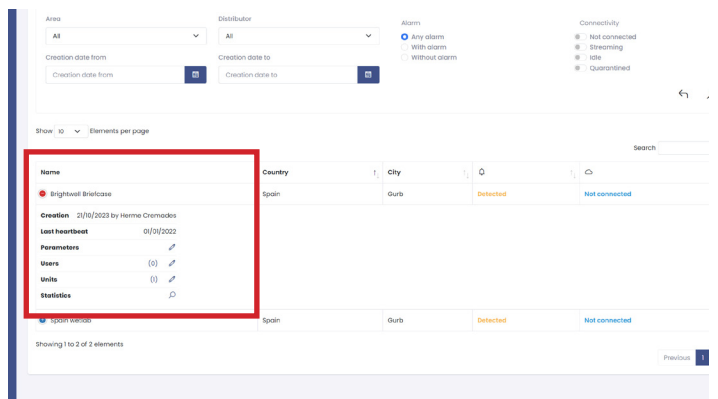 Area
Distributor
Alarm
Connectivity
All
All
Any alarm
With alarm
Without alarm
Not connected
Streaming
Idle
Quarantined
Creation date from
Creation date to
Creation date from
Creation date to
Show 10 Elements per page
Search
Name Country City
Brightwell Briefcase Spain Gurb Detected Not connected
Creation 21/10/2023 by Herme Cremados
Last heartbeat 01/01/2022
Parameters
Users (0)
Units (1)
Statistics
Spain wetlab Spain Gurb Detected Not connected
Showing 1 to 2 of 2 elements
Previous 1